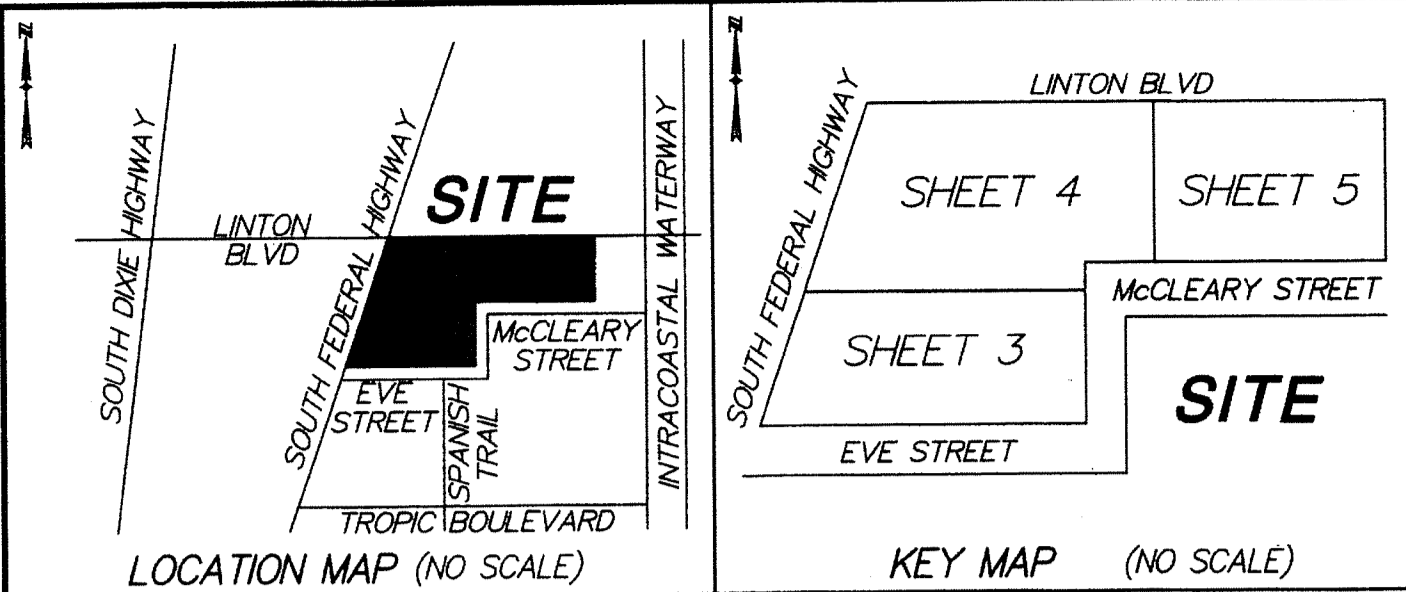 N
SOUTH DIXIE HIGHWAY
LINTON
BLVD
SOUTH FEDERAL HIGHWAY
SITE
INTRACOASTAL WATERWAY
McCLEARY
STREET
EVE
STREET
SPANISH
TRAIL
TROPIC BOULEVARD
LOCATION MAP (NO SCALE)
N
LINTON BLVD
SOUTH FEDERAL HIGHWAY
SHEET 4
SHEET 5
McCLEARY STREET
SHEET 3
SITE
EVE STREET
KEY MAP (NO SCALE)